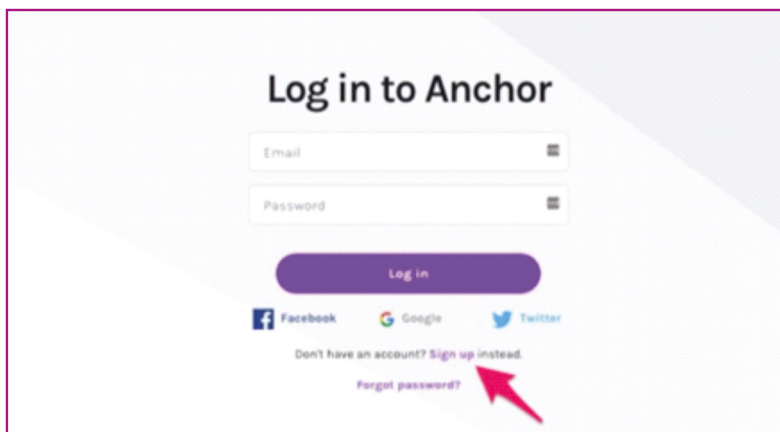 Log in to Anchor
Email
Password
Log in
Facebook Google Twitter
Don't have an account? Sign up instead.
Forgot password?